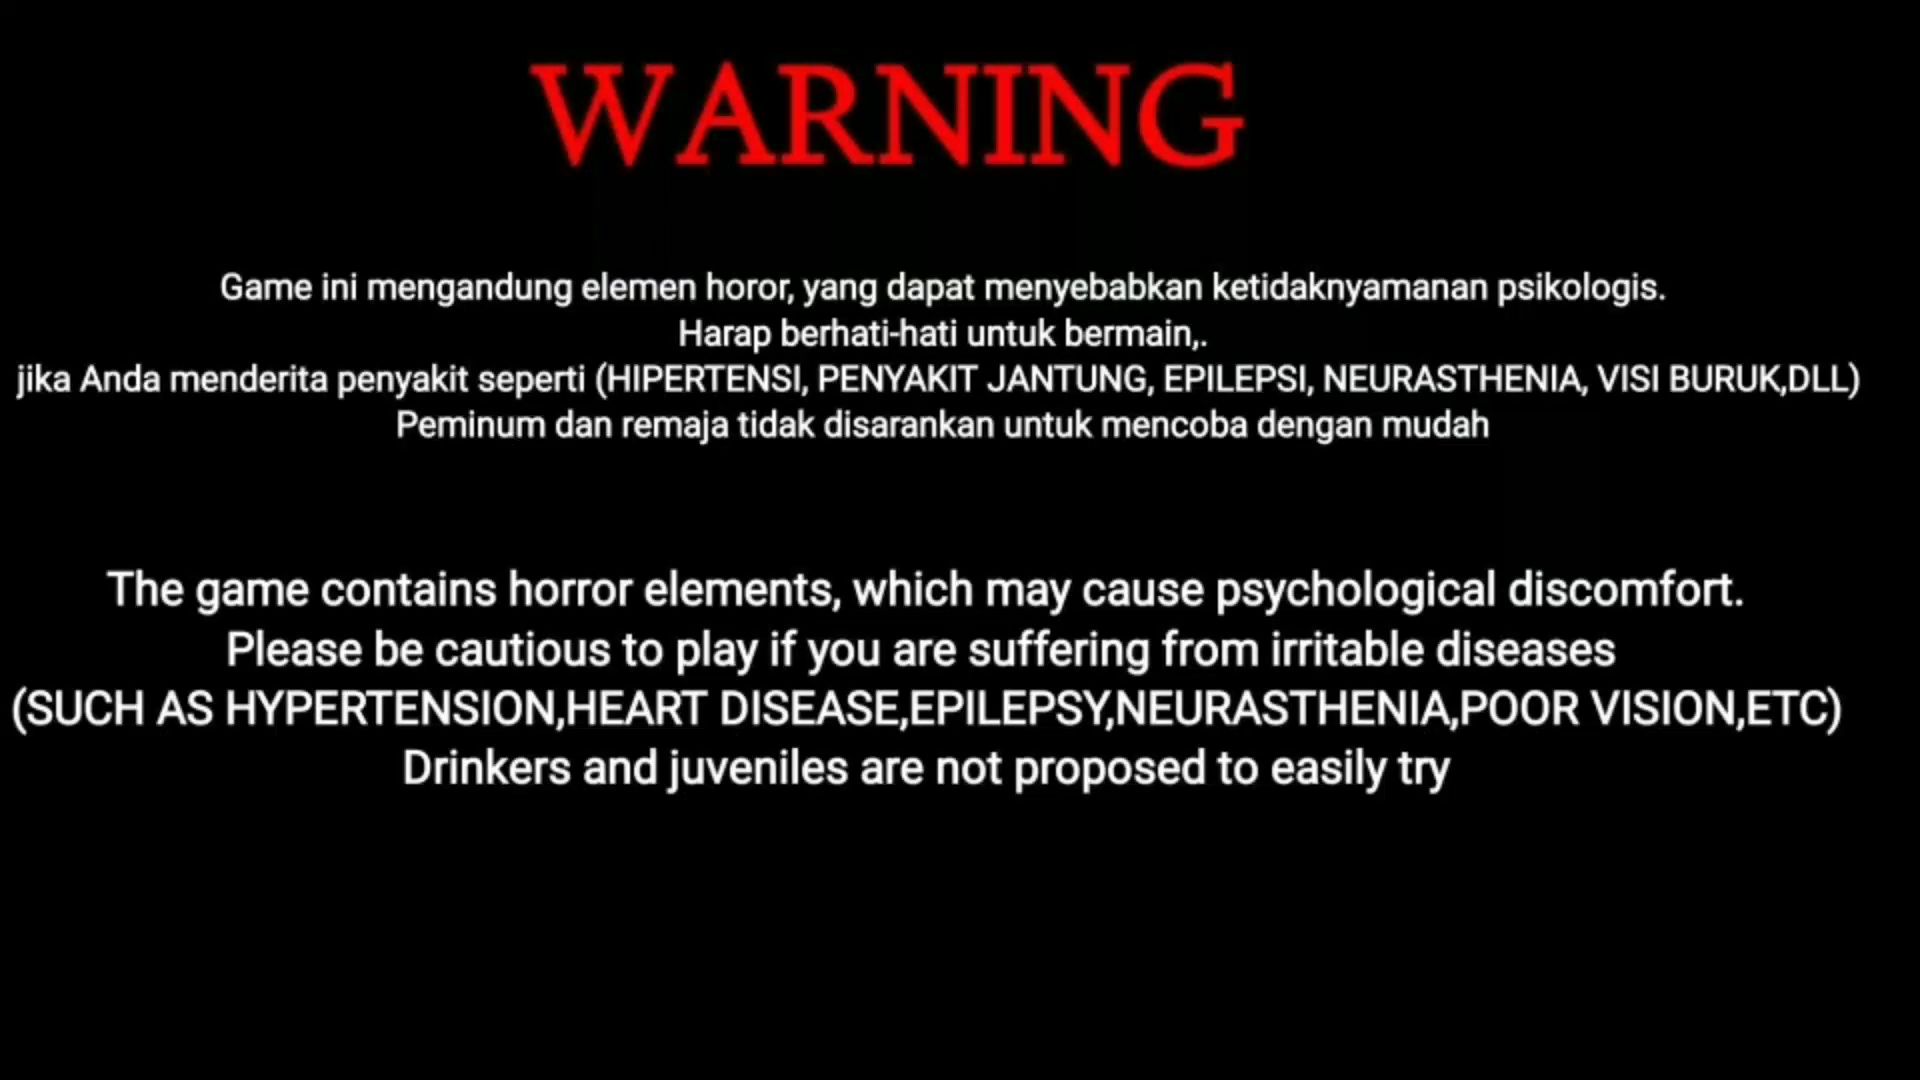 WARNING
Game ini mengandung elemen horor, yang dapat menyebabkan ketidaknyamanan psikologis.
Harap berhati-hati untuk bermain,.
jika Anda menderita penyakit seperti (HIPERTENSI, PENYAKIT JANTUNG, EPILEPSI, NEURASTHENIA, VISI BURUK,DLL)
Peminum dan remaja tidak disarankan untuk mencoba dengan mudah
The game contains horror elements, which may cause psychological discomfort.
Please be cautious to play if you are suffering from irritable diseases
(SUCH AS HYPERTENSION,HEART DISEASE,EPILEPSY,NEURASTHENIA,POOR VISION,ETC)
Drinkers and juveniles are not proposed to easily try